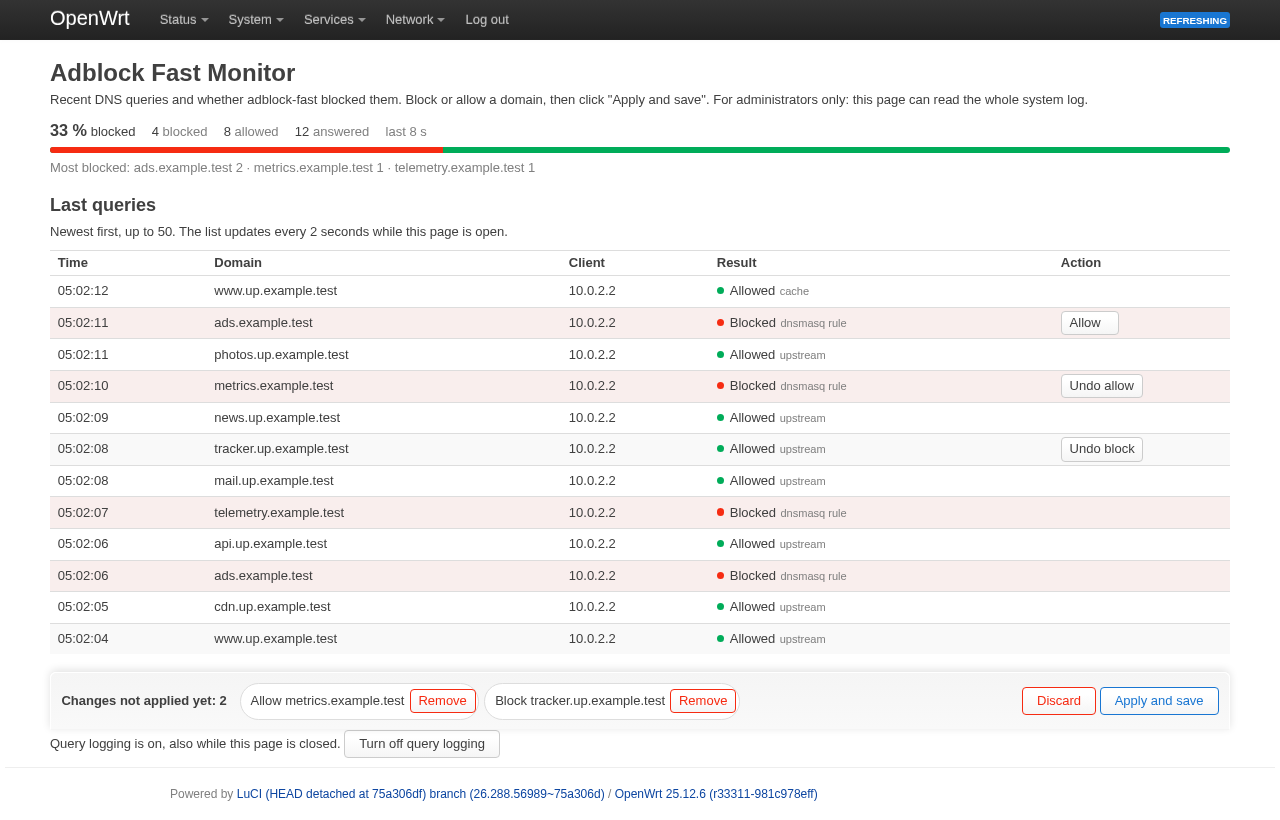 OpenWrt Status System Services Network Log out REFRESHING
Adblock Fast Monitor
Recent DNS queries and whether adblock-fast blocked them. Block or allow a domain, then click "Apply and save". For administrators only: this page can read the whole system log.
33 % blocked 4 blocked 8 allowed 12 answered last 8 s
Most blocked: ads.example.test 2 · metrics.example.test 1 · telemetry.example.test 1
Last queries
Newest first, up to 50. The list updates every 2 seconds while this page is open.
Time Domain Client Result Action
05:02:12 www.up.example.test 10.0.2.2 Allowed cache
05:02:11 ads.example.test 10.0.2.2 Blocked dnsmasq rule Allow
05:02:11 photos.up.example.test 10.0.2.2 Allowed upstream
05:02:10 metrics.example.test 10.0.2.2 Blocked dnsmasq rule Undo allow
05:02:09 news.up.example.test 10.0.2.2 Allowed upstream
05:02:08 tracker.up.example.test 10.0.2.2 Allowed upstream Undo block
05:02:08 mail.up.example.test 10.0.2.2 Allowed upstream
05:02:07 telemetry.example.test 10.0.2.2 Blocked dnsmasq rule
05:02:06 api.up.example.test 10.0.2.2 Allowed upstream
05:02:06 ads.example.test 10.0.2.2 Blocked dnsmasq rule
05:02:05 cdn.up.example.test 10.0.2.2 Allowed upstream
05:02:04 www.up.example.test 10.0.2.2 Allowed upstream
Changes not applied yet: 2 Allow metrics.example.test Remove Block tracker.up.example.test Remove Discard Apply and save
Query logging is on, also while this page is closed. Turn off query logging
Powered by LuCI (HEAD detached at 75a306df) branch (26.288.56989~75a306d) / OpenWrt 25.12.6 (r33311-981c978eff)